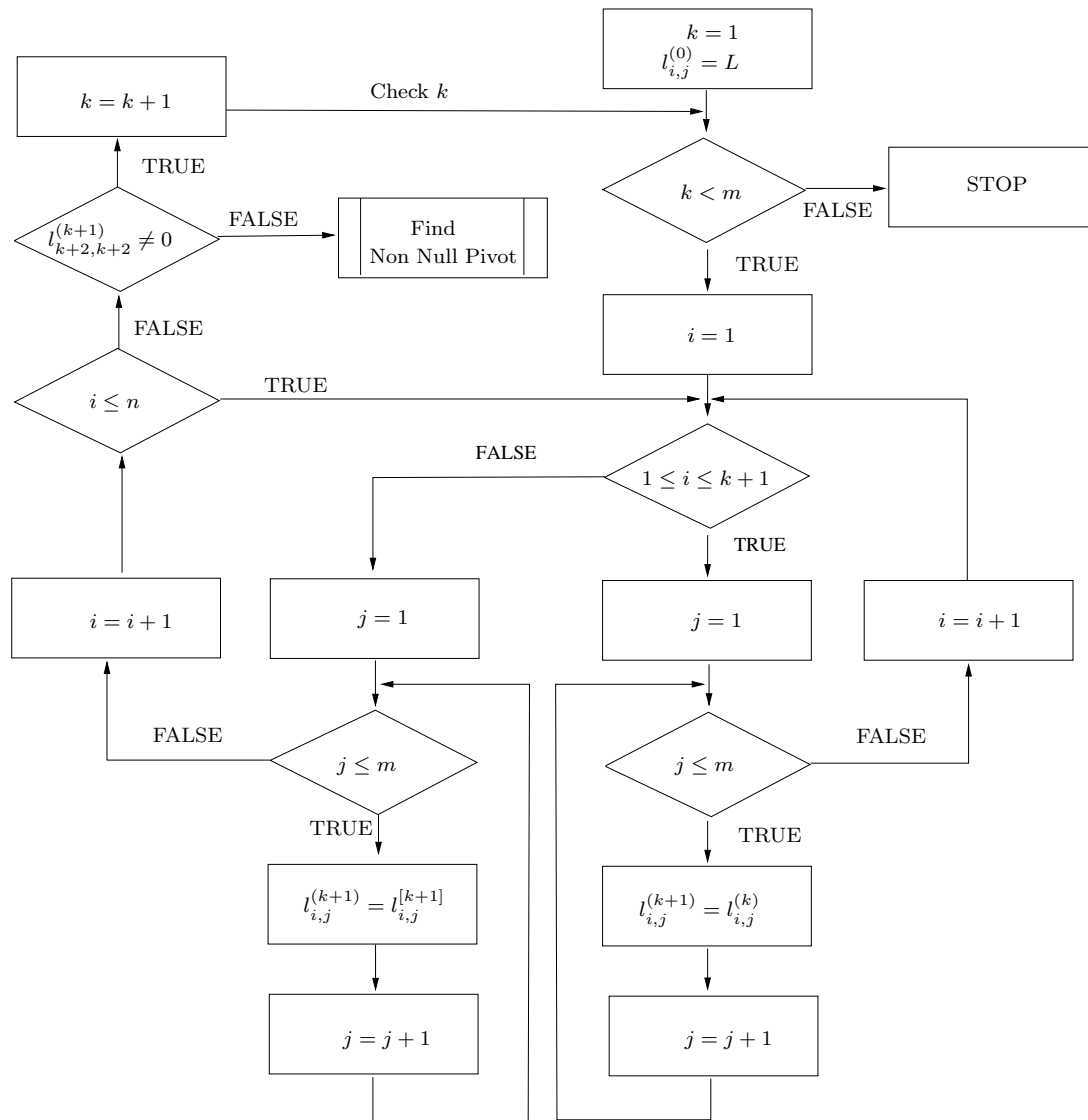 k = 1
l_{i,j}^{(0)} = L
k = k + 1
Check k
TRUE
k < m
STOP
FALSE
l_{k+2,k+2}^{(k+1)} ≠ 0
FALSE
Find
Non Null Pivot
TRUE
FALSE
i = 1
i ≤ n
TRUE
FALSE
1 ≤ i ≤ k + 1
TRUE
i = i + 1
j = 1
j = 1
i = i + 1
FALSE
j ≤ m
j ≤ m
FALSE
TRUE
TRUE
l_{i,j}^{(k+1)} = l_{i,j}^{[k+1]}
l_{i,j}^{(k+1)} = l_{i,j}^{(k)}
j = j + 1
j = j + 1